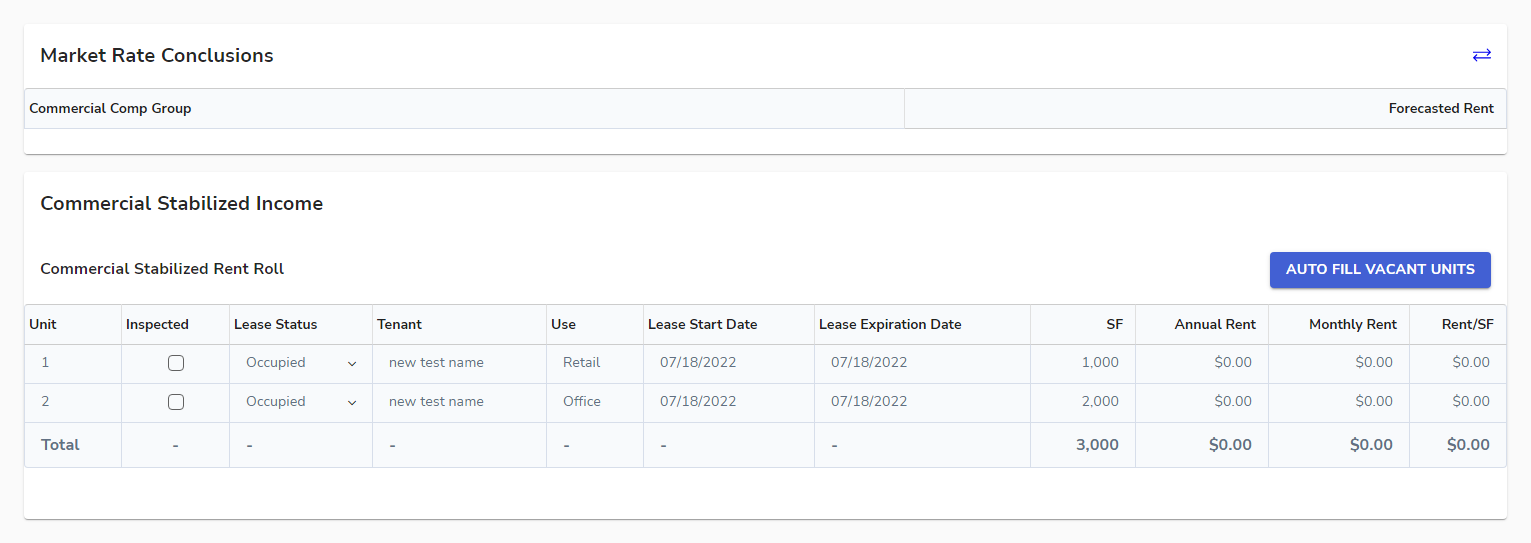 Market Rate Conclusions
Commercial Comp Group Forecasted Rent
Commercial Stabilized Income
Commercial Stabilized Rent Roll AUTO FILL VACANT UNITS
Unit Inspected Lease Status Tenant Use Lease Start Date Lease Expiration Date SF Annual Rent Monthly Rent Rent/SF
1 Occupied new test name Retail 07/18/2022 07/18/2022 1,000 $0.00 $0.00 $0.00
2 Occupied new test name Office 07/18/2022 07/18/2022 2,000 $0.00 $0.00 $0.00
Total - - - - - - 3,000 $0.00 $0.00 $0.00